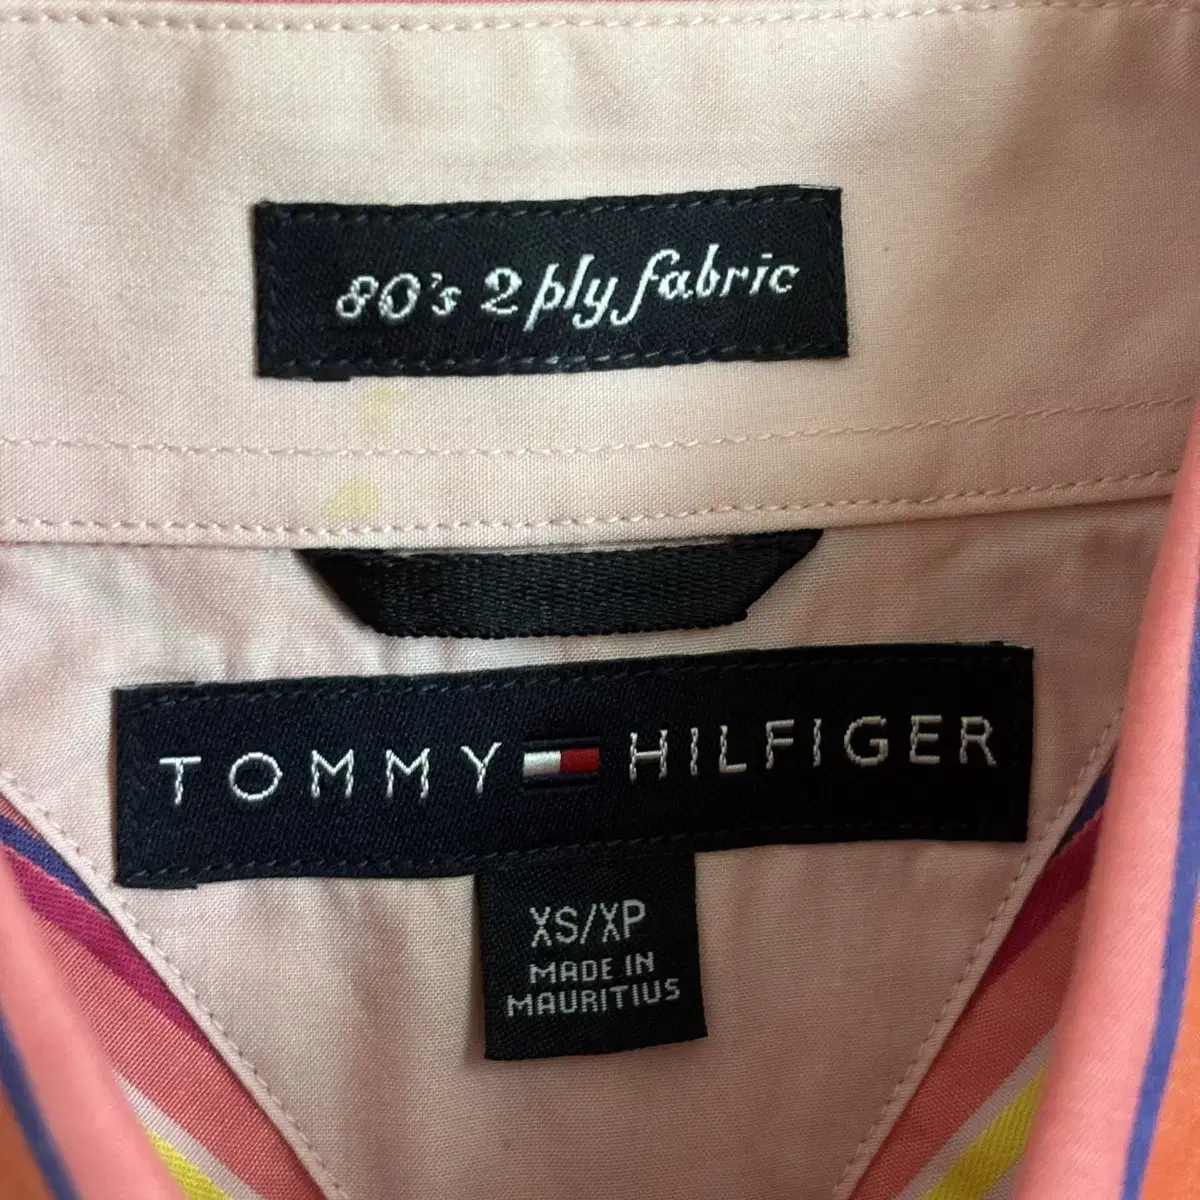 80's 2 ply fabric
TOMMY HILFIGER
XS/XP
MADE IN
MAURITIUS